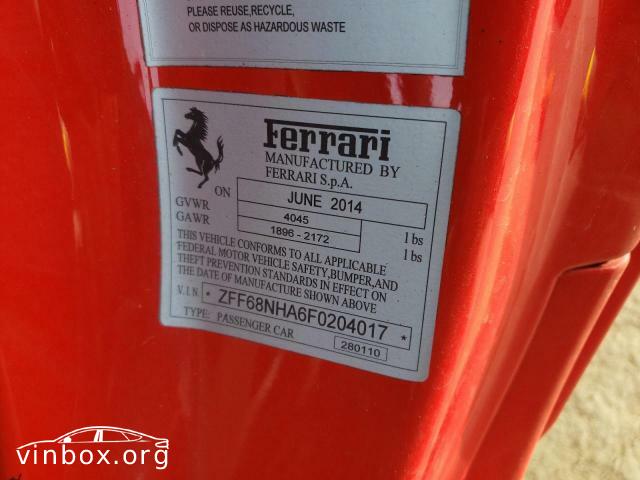 PLEASE REUSE,RECYCLE,
OR DISPOSE AS HAZARDOUS WASTE
Ferrari
MANUFACTURED BY
FERRARI S.p.A.
ON JUNE 2014
GVWR 4045 lbs
GAWR 1896 - 2172 lbs
THIS VEHICLE CONFORMS TO ALL APPLICABLE
FEDERAL MOTOR VEHICLE SAFETY,BUMPER,AND
THEFT PREVENTION STANDARDS IN EFFECT ON
THE DATE OF MANUFACTURE SHOWN ABOVE
V.I.N. * ZFF68NHA6F0204017 *
TYPE: PASSENGER CAR 280110
vinbox.org